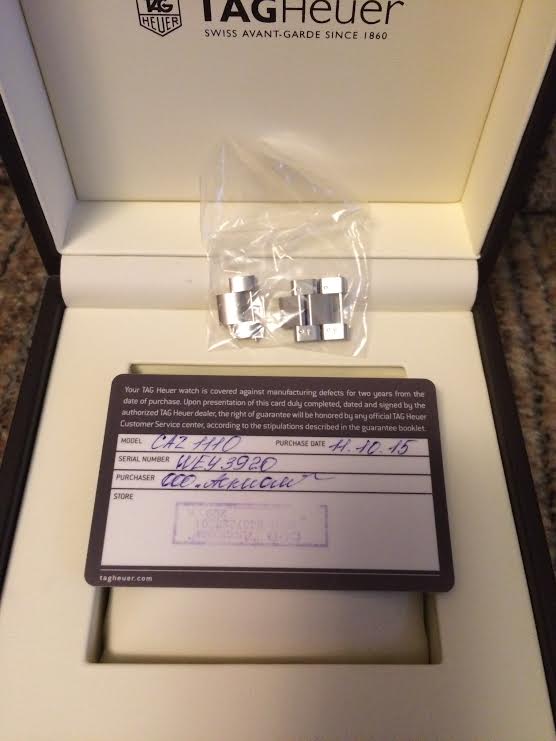 TAG
HEUER
TAGHeuer
SWISS AVANT-GARDE SINCE 1860
Your TAG Heuer watch is covered against manufacturing defects for two years from the
date of purchase. Upon presentation of this card duly completed, dated and signed by the
authorized TAG Heuer dealer, the right of guarantee will be honored by any official TAG Heuer
Customer Service center, according to the stipulations described in the guarantee booklet.
MODEL CAZ 1110 PURCHASE DATE 11.10.15
SERIAL NUMBER WEY3920
PURCHASER ООО
STORE
tagheuer.com